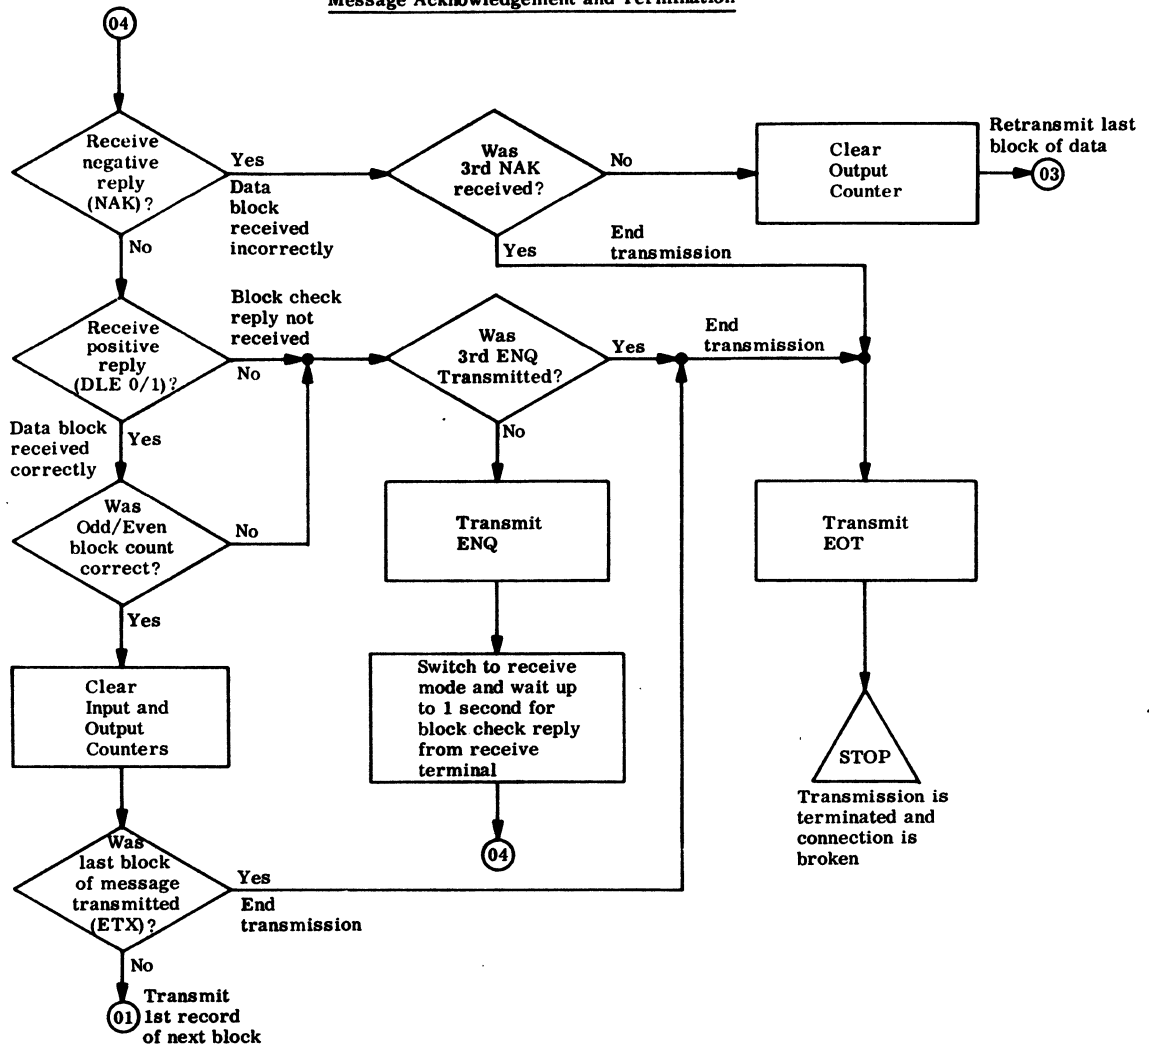 Message Acknowledgement and Termination
04
Receive
negative
reply
(NAK)?
Yes
Data
block
received
incorrectly
No
Was
3rd NAK
received?
No
Yes
End
transmission
Clear
Output
Counter
Retransmit last
block of data
03
Receive
positive
reply
(DLE 0/1)?
Block check
reply not
received
No
Data block
received
correctly
Yes
Was
3rd ENQ
Transmitted?
Yes
End
transmission
No
Was
Odd/Even
block count
correct?
No
Yes
Transmit
ENQ
Transmit
EOT
Clear
Input and
Output
Counters
Switch to receive
mode and wait up
to 1 second for
block check reply
from receive
terminal
04
STOP
Transmission is
terminated and
connection is
broken
Was
last block
of message
transmitted
(ETX)?
Yes
End
transmission
No
01
Transmit
1st record
of next block